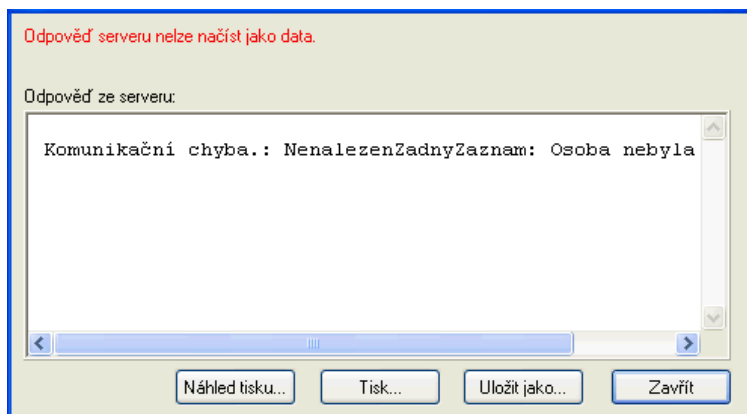 Odpověď serveru nelze načíst jako data.
Odpověď ze serveru:
Komunikační chyba.: NenalezenZadnyZaznam: Osoba nebyla
Náhled tisku... Tisk... Uložit jako... Zavřít